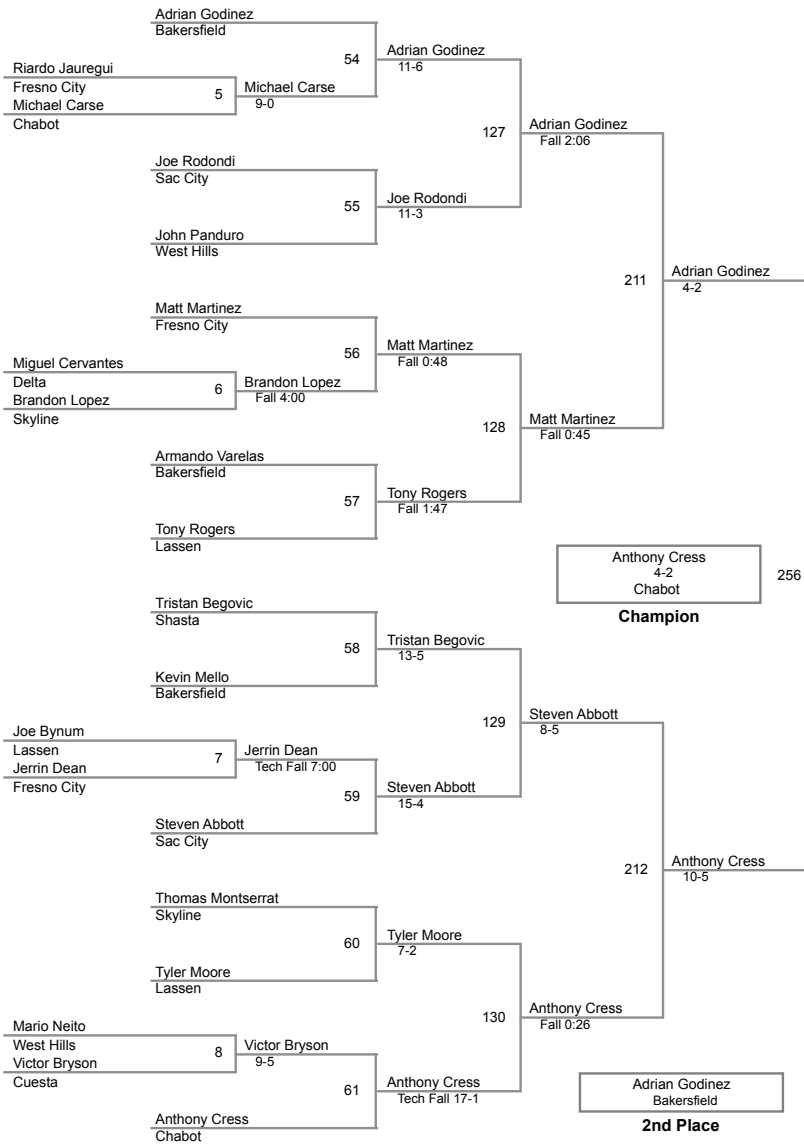 Adrian Godinez
Bakersfield
54
Adrian Godinez
11-6
Riardo Jauregui
Fresno City
5
Michael Carse
9-0
Michael Carse
Chabot
127
Adrian Godinez
Fall 2:06
Joe Rodondi
Sac City
55
Joe Rodondi
11-3
John Panduro
West Hills
211
Adrian Godinez
4-2
Matt Martinez
Fresno City
56
Matt Martinez
Fall 0:48
Miguel Cervantes
Delta
6
Brandon Lopez
Fall 4:00
Brandon Lopez
Skyline
128
Matt Martinez
Fall 0:45
Armando Varelas
Bakersfield
57
Tony Rogers
Fall 1:47
Tony Rogers
Lassen
Anthony Cress
4-2
Chabot
256
Champion
Tristan Begovic
Shasta
58
Tristan Begovic
13-5
Kevin Mello
Bakersfield
129
Steven Abbott
8-5
Joe Bynum
Lassen
7
Jerrin Dean
Tech Fall 7:00
Jerrin Dean
Fresno City
59
Steven Abbott
15-4
Steven Abbott
Sac City
212
Anthony Cress
10-5
Thomas Montserrat
Skyline
60
Tyler Moore
7-2
Tyler Moore
Lassen
130
Anthony Cress
Fall 0:26
Mario Neito
West Hills
8
Victor Bryson
9-5
Victor Bryson
Cuesta
61
Anthony Cress
Tech Fall 17-1
Anthony Cress
Chabot
Adrian Godinez
Bakersfield
2nd Place